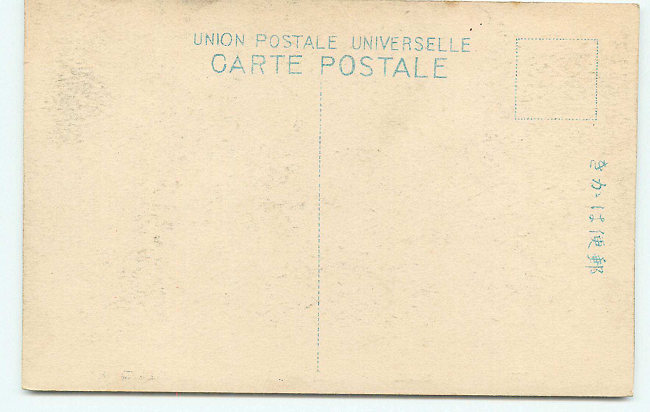 UNION POSTALE UNIVERSELLE
CARTE POSTALE
郵便はかき